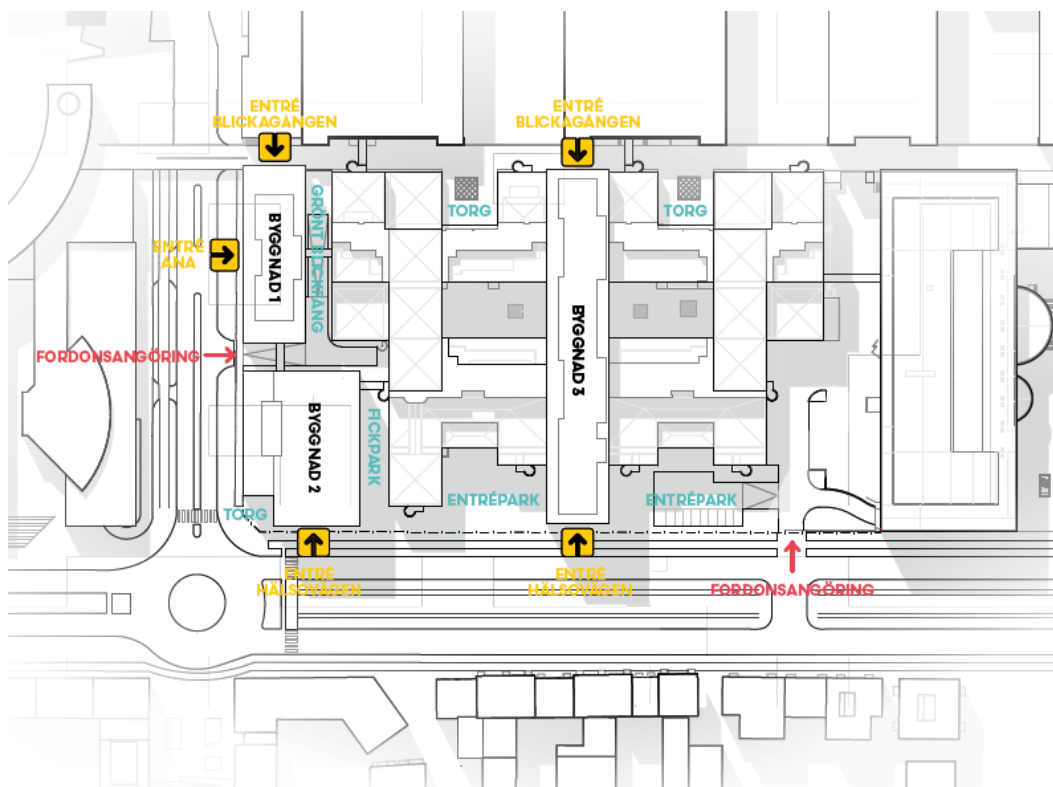 ENTRÉ
BLICKAGÅNGEN
ENTRÉ
BLICKAGÅNGEN
GRÖNT BLICKFÅNG
TORG
TORG
BYGGNAD 1
ENTRÉ
ANA
BYGGNAD 3
FORDONSANGÖRING
BYGGNAD 2
FICKPARK
ENTRÉPARK
ENTRÉPARK
TORG
ENTRÉ
HÄLSOVÄGEN
ENTRÉ
HÄLSOVÄGEN
FORDONSANGÖRING